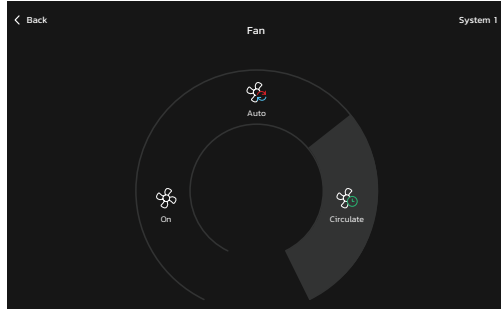 Back
System 1
Fan
Auto
On
Circulate